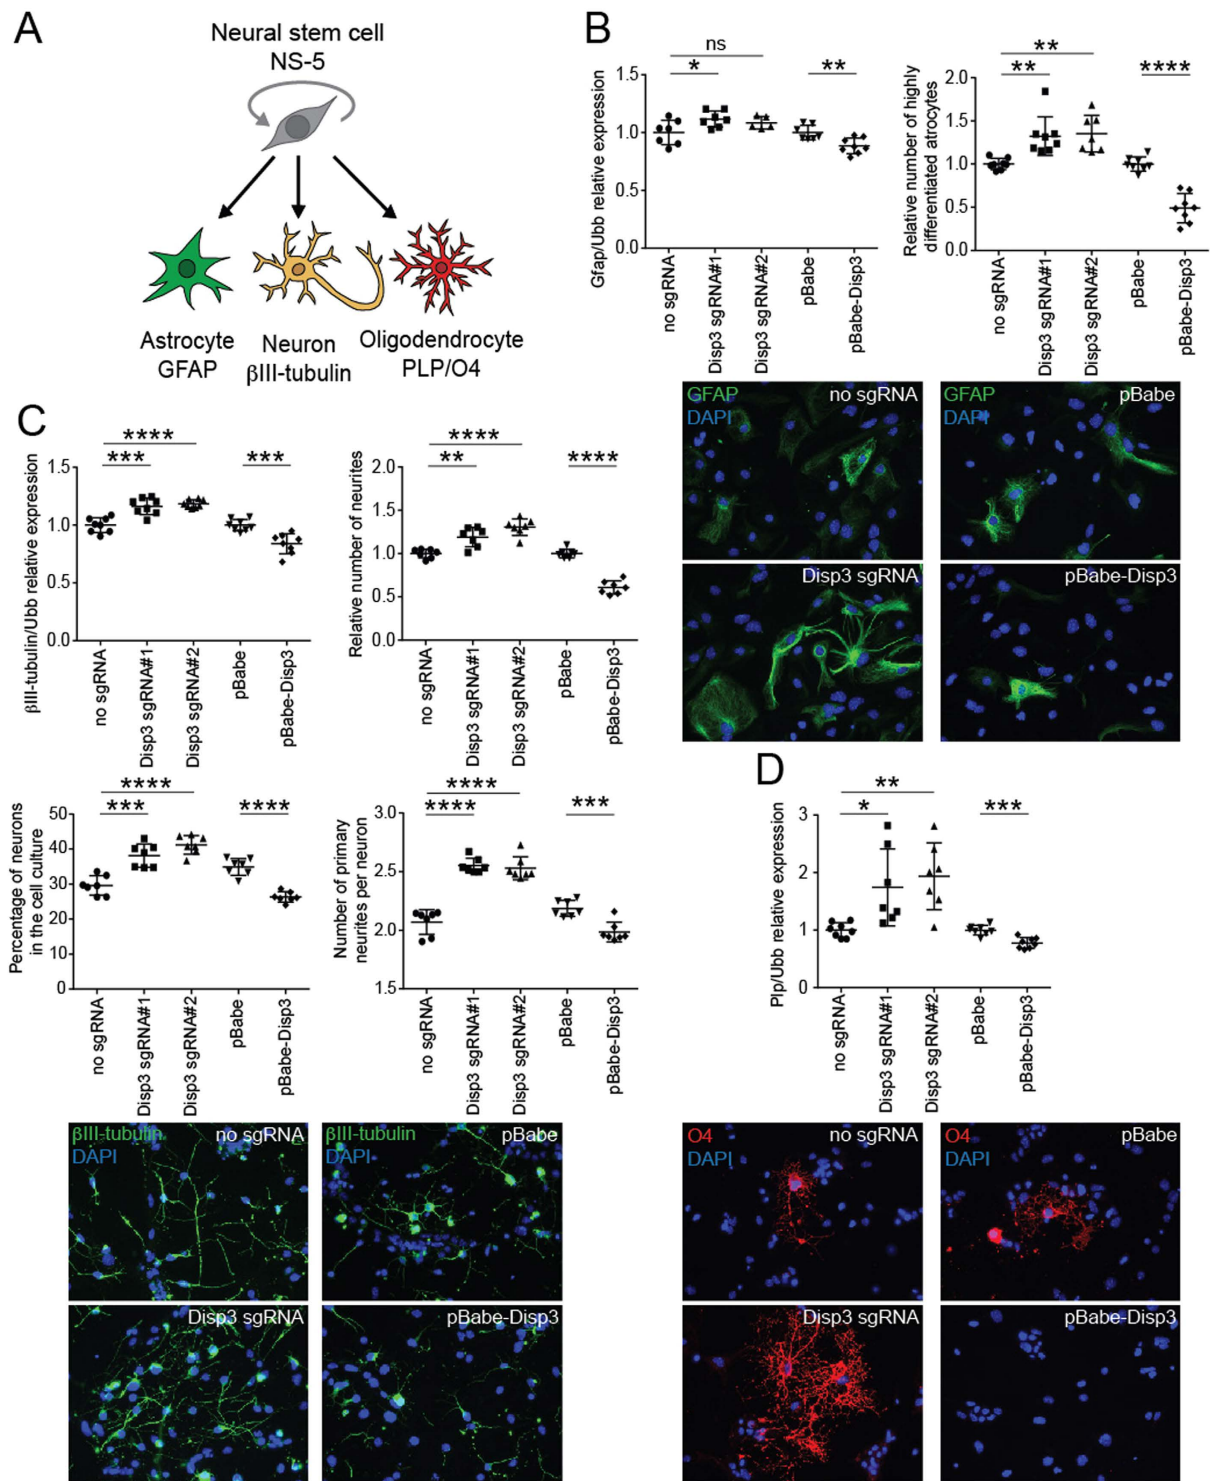 A
Neural stem cell
NS-5
Astrocyte
GFAP
Neuron
βIII-tubulin
Oligodendrocyte
PLP/O4
B
Gfap/Ubb relative expression
1.5
1.0
0.5
0.0
ns
*
**
no sgRNA
Disp3 sgRNA#1
Disp3 sgRNA#2
pBabe
pBabe-Disp3
Relative number of highly
differentiated atrocytes
2.0
1.5
1.0
0.5
0.0
**
**
****
no sgRNA
Disp3 sgRNA#1
Disp3 sgRNA#2
pBabe
pBabe-Disp3
GFAP
DAPI
no sgRNA
GFAP
DAPI
pBabe
Disp3 sgRNA
pBabe-Disp3
C
βIII-tubulin/Ubb relative expression
1.5
1.0
0.5
0.0
****
***
***
no sgRNA
Disp3 sgRNA#1
Disp3 sgRNA#2
pBabe
pBabe-Disp3
Relative number of neurites
2.0
1.5
1.0
0.5
0.0
****
**
****
no sgRNA
Disp3 sgRNA#1
Disp3 sgRNA#2
pBabe
pBabe-Disp3
Percentage of neurons
in the cell culture
50
40
30
20
10
0
****
***
****
no sgRNA
Disp3 sgRNA#1
Disp3 sgRNA#2
pBabe
pBabe-Disp3
Number of primary
neurites per neuron
3.0
2.5
2.0
1.5
****
****
***
no sgRNA
Disp3 sgRNA#1
Disp3 sgRNA#2
pBabe
pBabe-Disp3
βIII-tubulin
DAPI
no sgRNA
βIII-tubulin
DAPI
pBabe
Disp3 sgRNA
pBabe-Disp3
D
Plp/Ubb relative expression
3
2
1
0
**
*
***
no sgRNA
Disp3 sgRNA#1
Disp3 sgRNA#2
pBabe
pBabe-Disp3
O4
DAPI
no sgRNA
O4
DAPI
pBabe
Disp3 sgRNA
pBabe-Disp3